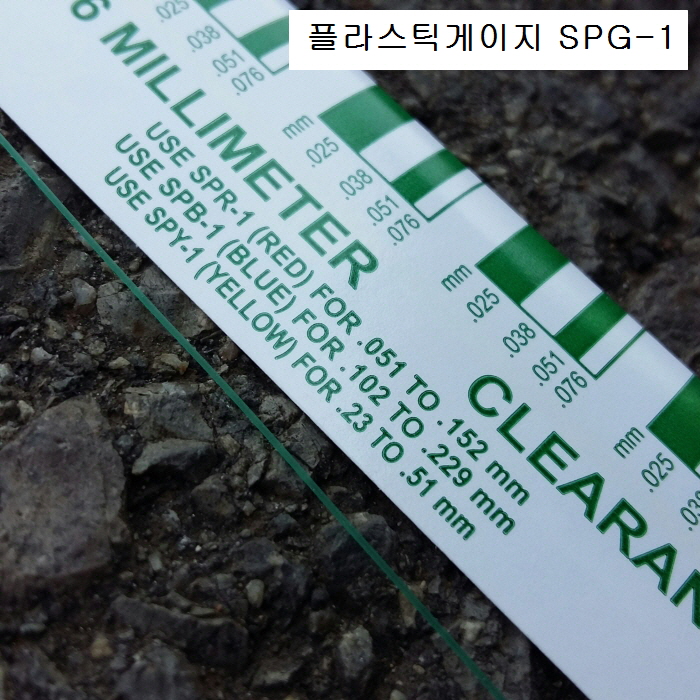 플라스틱게이지 SPG-1
.025
.038
.051
.076
6 MILLIMETER
mm
.025
.038
.051
.076
USE SPR-1 (RED) FOR .051 TO .152 mm
USE SPB-1 (BLUE) FOR .102 TO .229 mm
USE SPY-1 (YELLOW) FOR .23 TO .51 mm
mm
.025
.038
.051
.076
CLEARAN
mm
.025